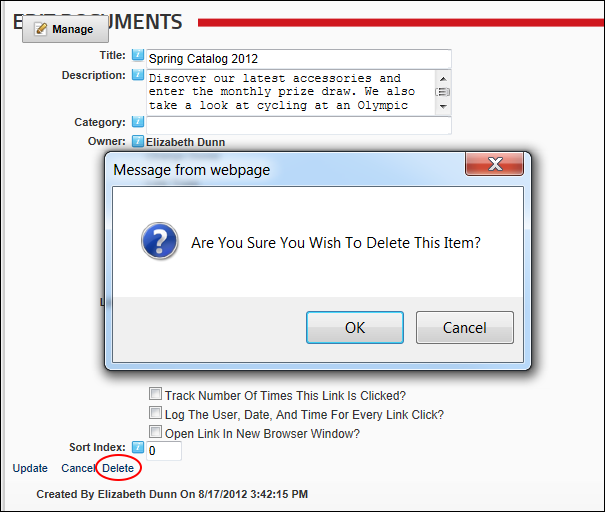 Manage
Title: Spring Catalog 2012
Description: Discover our latest accessories and
enter the monthly prize draw. We also
take a look at cycling at an Olympic
Category:
Owner: Elizabeth Dunn
Message from webpage
Are You Sure You Wish To Delete This Item?
OK Cancel
Track Number Of Times This Link Is Clicked?
Log The User, Date, And Time For Every Link Click?
Open Link In New Browser Window?
Sort Index: 0
Update Cancel Delete
Created By Elizabeth Dunn On 8/17/2012 3:42:15 PM